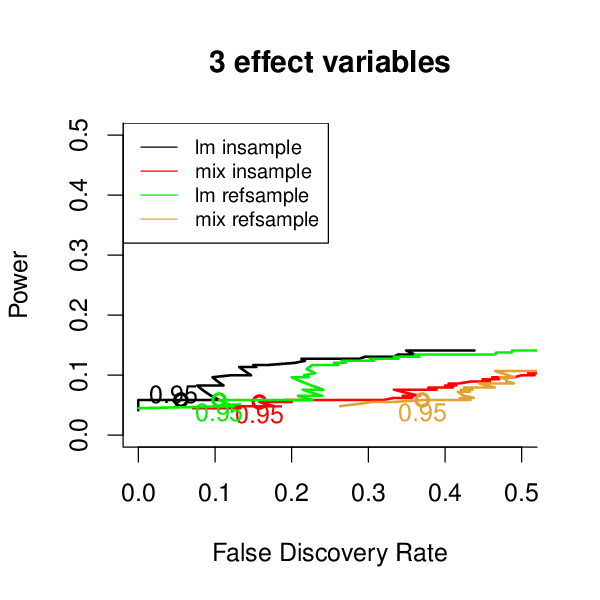 3 effect variables
lm insample
mix insample
lm refsample
mix refsample
Power
0.5
0.4
0.3
0.2
0.1
0.0
0.95
0.95
0.95
0.95
0.0 0.1 0.2 0.3 0.4 0.5
False Discovery Rate